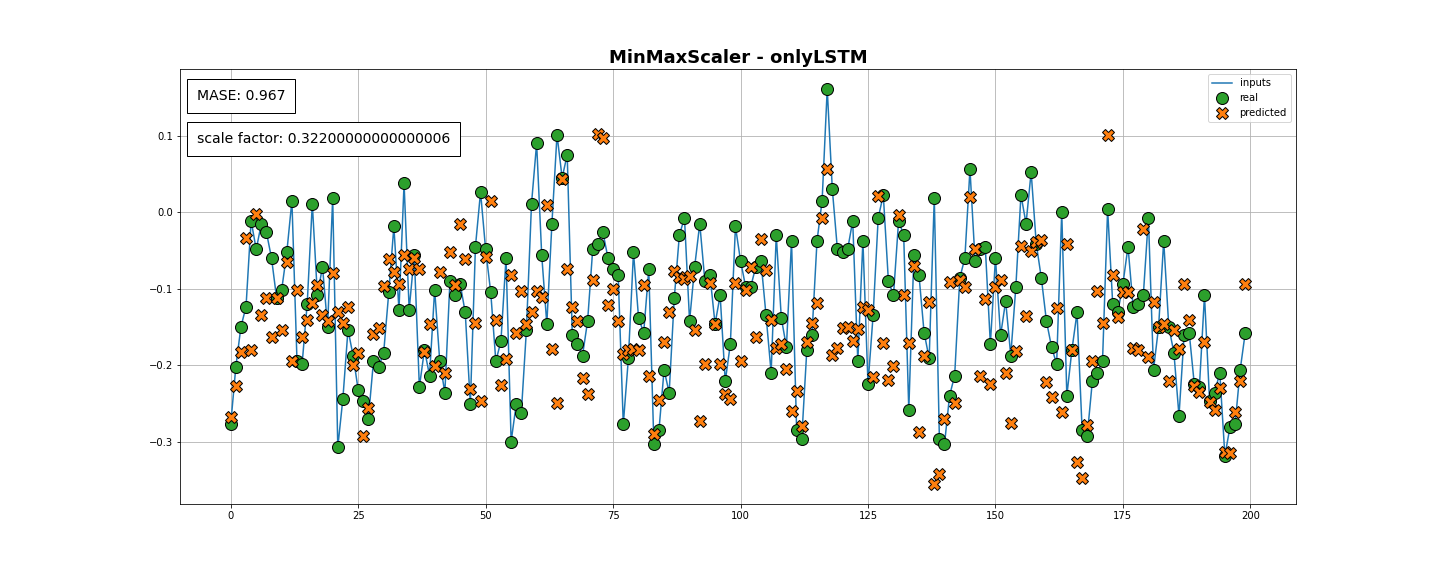 MinMaxScaler - onlyLSTM
MASE: 0.967
scale factor: 0.32200000000000006
inputs
real
predicted
0.1
0.0
−0.1
−0.2
−0.3
0 25 50 75 100 125 150 175 200